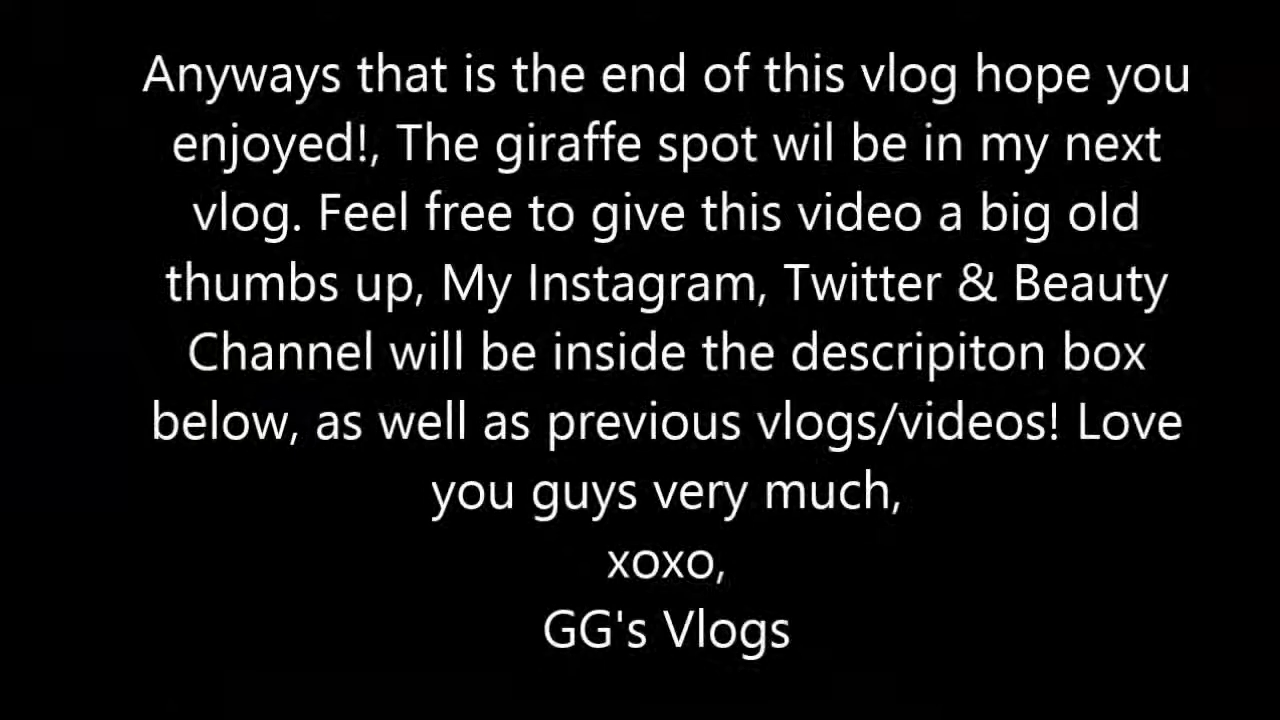 Anyways that is the end of this vlog hope you
enjoyed!, The giraffe spot wil be in my next
vlog. Feel free to give this video a big old
thumbs up, My Instagram, Twitter & Beauty
Channel will be inside the descripiton box
below, as well as previous vlogs/videos! Love
you guys very much,
xoxo,
GG's Vlogs